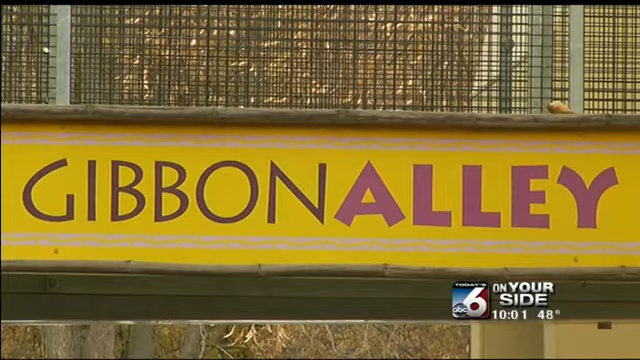 GIBBONALLEY
TODAY'S
abc 6
ON YOUR
SIDE
10:01 48°